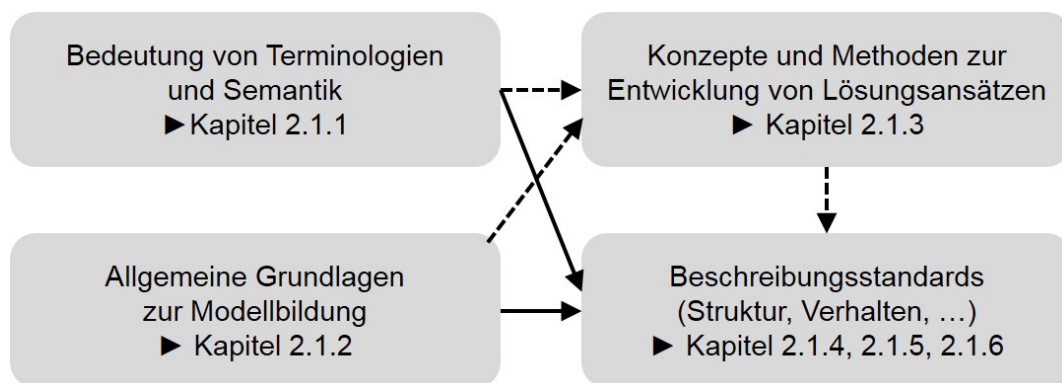 Bedeutung von Terminologien
und Semantik
►Kapitel 2.1.1
Konzepte und Methoden zur
Entwicklung von Lösungsansätzen
► Kapitel 2.1.3
Allgemeine Grundlagen
zur Modellbildung
► Kapitel 2.1.2
Beschreibungsstandards
(Struktur, Verhalten, …)
► Kapitel 2.1.4, 2.1.5, 2.1.6